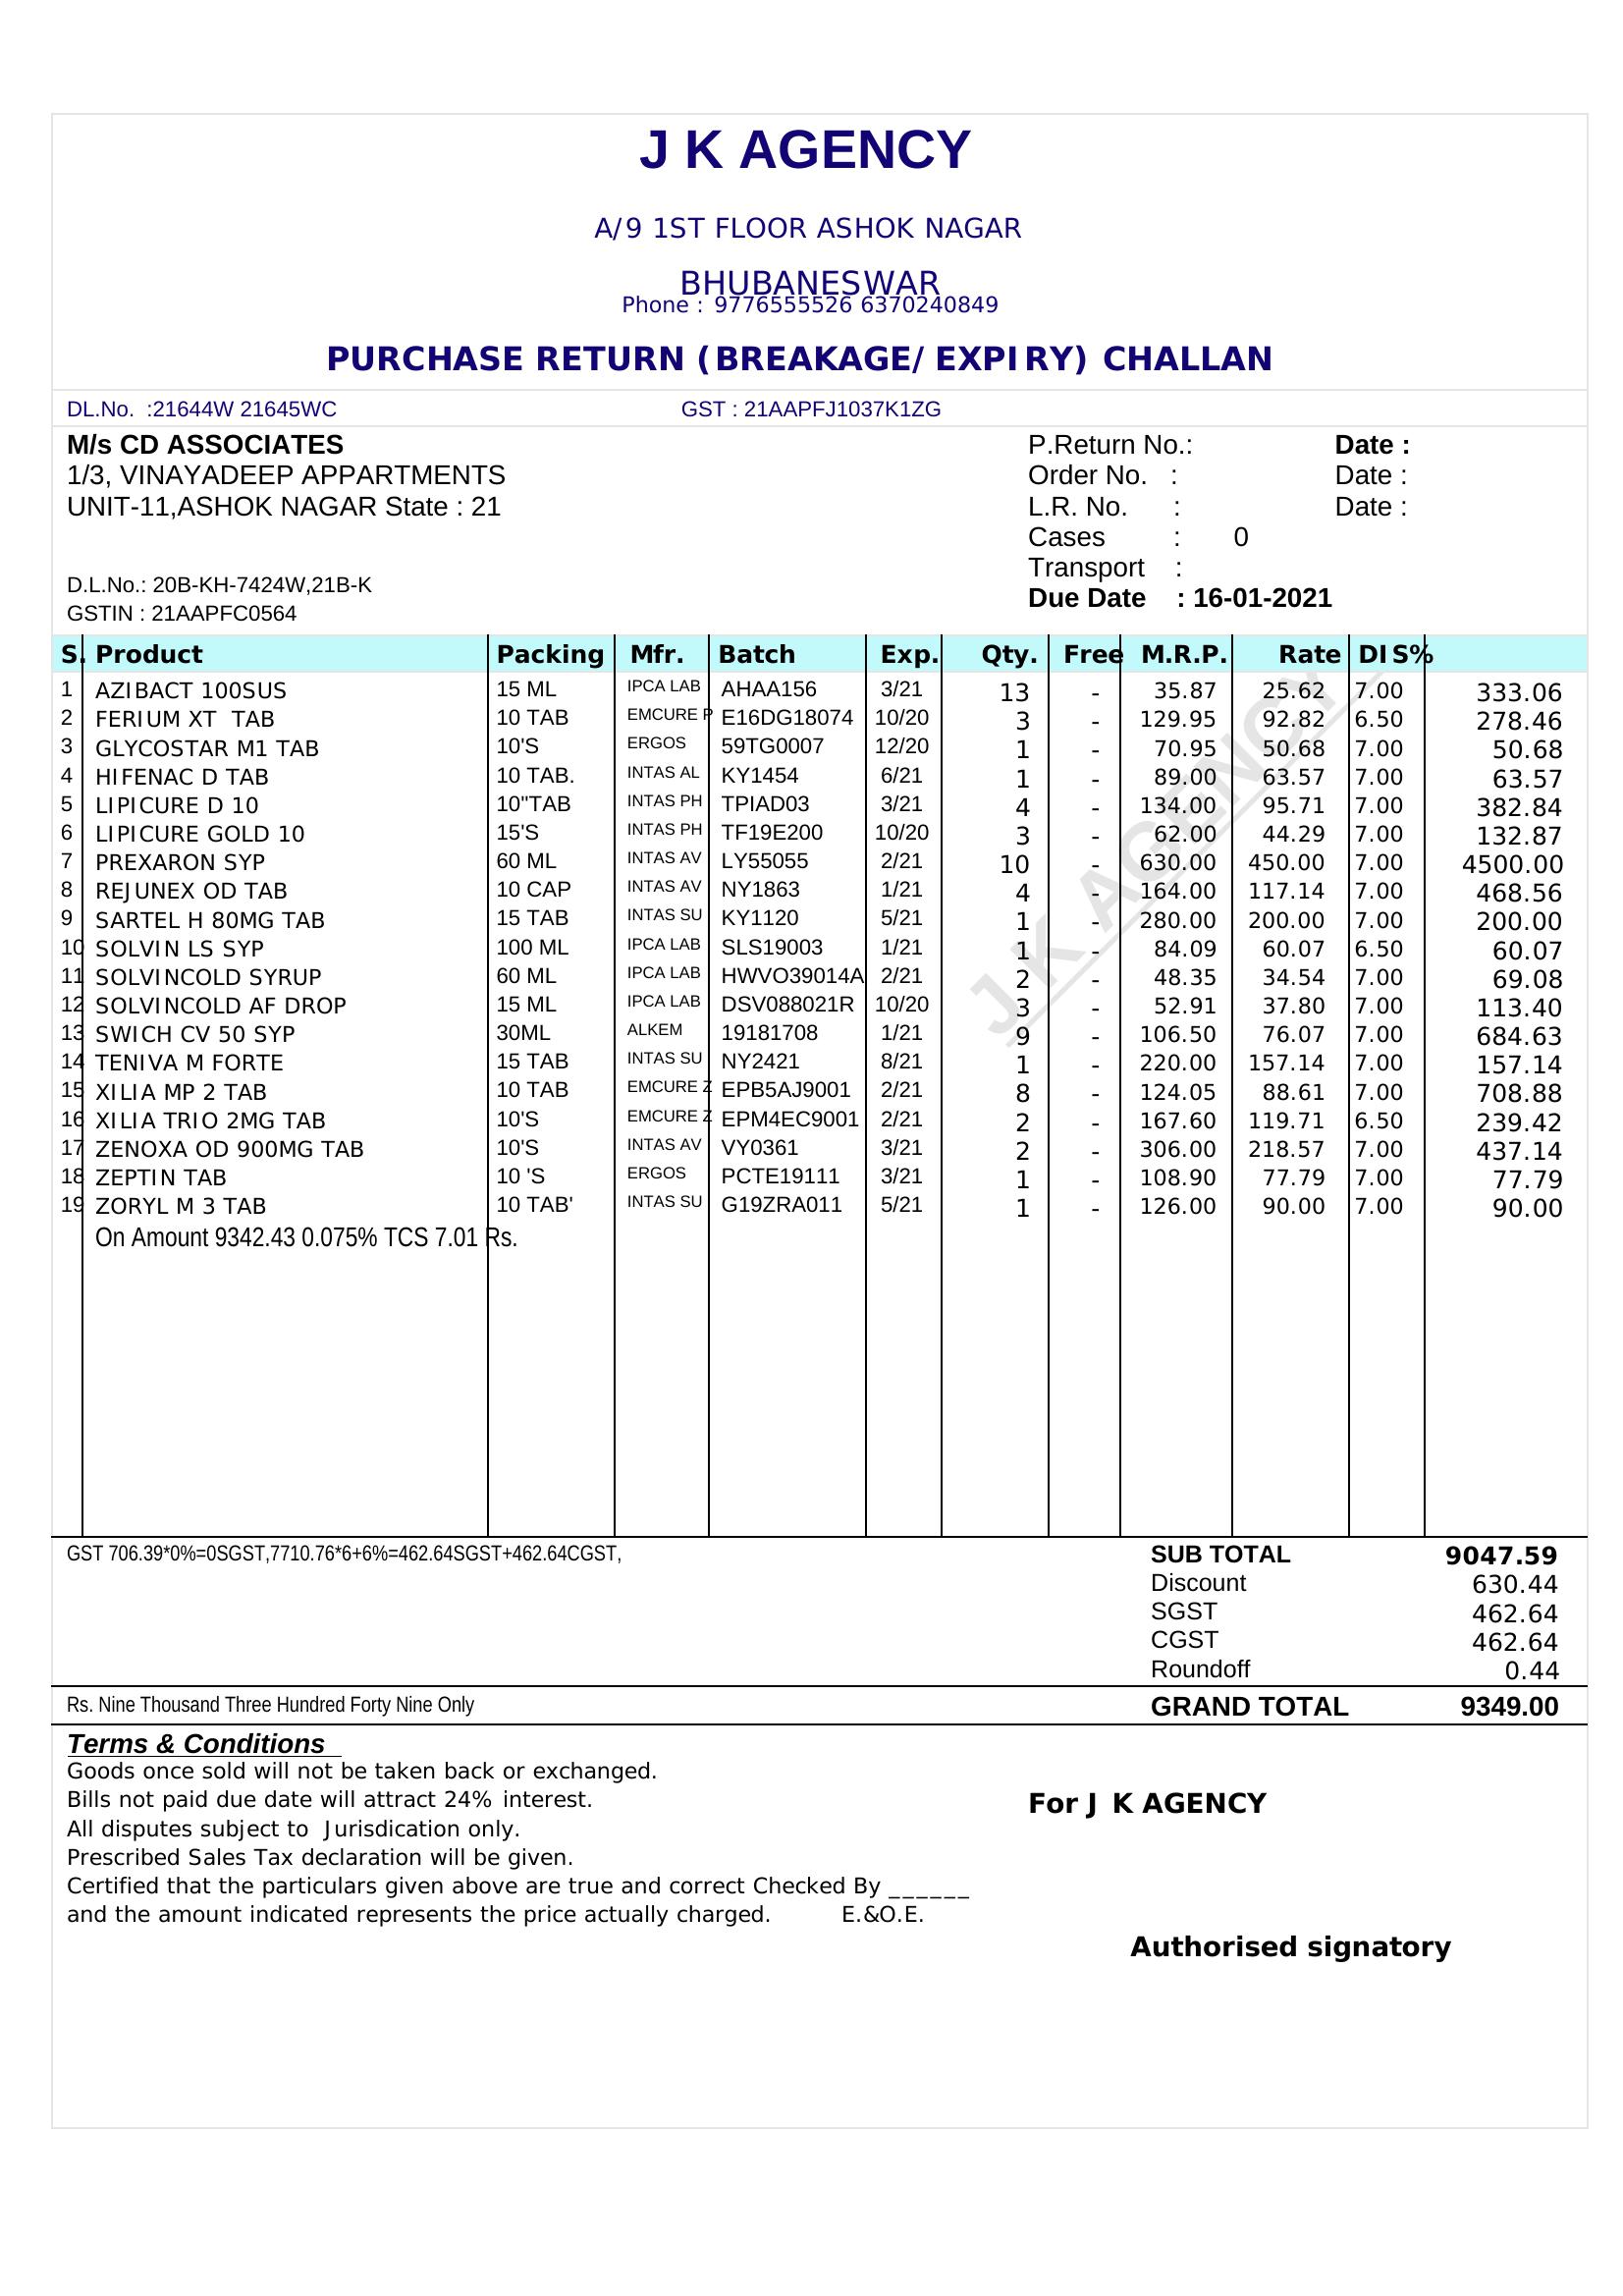 J K AGENCY
A/9 1ST FLOOR ASHOK NAGAR
BHUBANESWAR
Phone : 9776555526 6370240849
PURCHASE RETURN (BREAKAGE/EXPIRY) CHALLAN
DL.No. :21644W 21645WC GST : 21AAPFJ1037K1ZG
M/s CD ASSOCIATES P.Return No.: Date :
1/3, VINAYADEEP APPARTMENTS Order No. : Date :
UNIT-11,ASHOK NAGAR State : 21 L.R. No. : Date :
Cases : 0
Transport :
D.L.No.: 20B-KH-7424W,21B-K
Due Date : 16-01-2021
GSTIN : 21AAPFC0564
S. Product Packing Mfr. Batch Exp. Qty. Free M.R.P. Rate DIS%
1 AZIBACT 100SUS 15 ML IPCA LAB AHAA156 3/21 13 - 35.87 25.62 7.00 333.06
2 FERIUM XT TAB 10 TAB EMCURE P E16DG18074 10/20 3 - 129.95 92.82 6.50 278.46
3 GLYCOSTAR M1 TAB 10'S ERGOS 59TG0007 12/20 1 - 70.95 50.68 7.00 50.68
4 HIFENAC D TAB 10 TAB. INTAS AL KY1454 6/21 1 - 89.00 63.57 7.00 63.57
5 LIPICURE D 10 10"TAB INTAS PH TPIAD03 3/21 4 - 134.00 95.71 7.00 382.84
6 LIPICURE GOLD 10 15'S INTAS PH TF19E200 10/20 3 - 62.00 44.29 7.00 132.87
7 PREXARON SYP 60 ML INTAS AV LY55055 2/21 10 - 630.00 450.00 7.00 4500.00
8 REJUNEX OD TAB 10 CAP INTAS AV NY1863 1/21 4 - 164.00 117.14 7.00 468.56
9 SARTEL H 80MG TAB 15 TAB INTAS SU KY1120 5/21 1 - 280.00 200.00 7.00 200.00
10 SOLVIN LS SYP 100 ML IPCA LAB SLS19003 1/21 1 - 84.09 60.07 6.50 60.07
11 SOLVINCOLD SYRUP 60 ML IPCA LAB HWVO39014A 2/21 2 - 48.35 34.54 7.00 69.08
12 SOLVINCOLD AF DROP 15 ML IPCA LAB DSV088021R 10/20 3 - 52.91 37.80 7.00 113.40
13 SWICH CV 50 SYP 30ML ALKEM 19181708 1/21 9 - 106.50 76.07 7.00 684.63
14 TENIVA M FORTE 15 TAB INTAS SU NY2421 8/21 1 - 220.00 157.14 7.00 157.14
15 XILIA MP 2 TAB 10 TAB EMCURE Z EPB5AJ9001 2/21 8 - 124.05 88.61 7.00 708.88
16 XILIA TRIO 2MG TAB 10'S EMCURE Z EPM4EC9001 2/21 2 - 167.60 119.71 6.50 239.42
17 ZENOXA OD 900MG TAB 10'S INTAS AV VY0361 3/21 2 - 306.00 218.57 7.00 437.14
18 ZEPTIN TAB 10 'S ERGOS PCTE19111 3/21 1 - 108.90 77.79 7.00 77.79
19 ZORYL M 3 TAB 10 TAB' INTAS SU G19ZRA011 5/21 1 - 126.00 90.00 7.00 90.00
On Amount 9342.43 0.075% TCS 7.01 Rs.
J K AGENCY
GST 706.39*0%=0SGST,7710.76*6+6%=462.64SGST+462.64CGST, SUB TOTAL 9047.59
Discount 630.44
SGST 462.64
CGST 462.64
Roundoff 0.44
Rs. Nine Thousand Three Hundred Forty Nine Only GRAND TOTAL 9349.00
Terms & Conditions
Goods once sold will not be taken back or exchanged.
Bills not paid due date will attract 24% interest. For J K AGENCY
All disputes subject to Jurisdication only.
Prescribed Sales Tax declaration will be given.
Certified that the particulars given above are true and correct Checked By ______
and the amount indicated represents the price actually charged. E.&O.E.
Authorised signatory